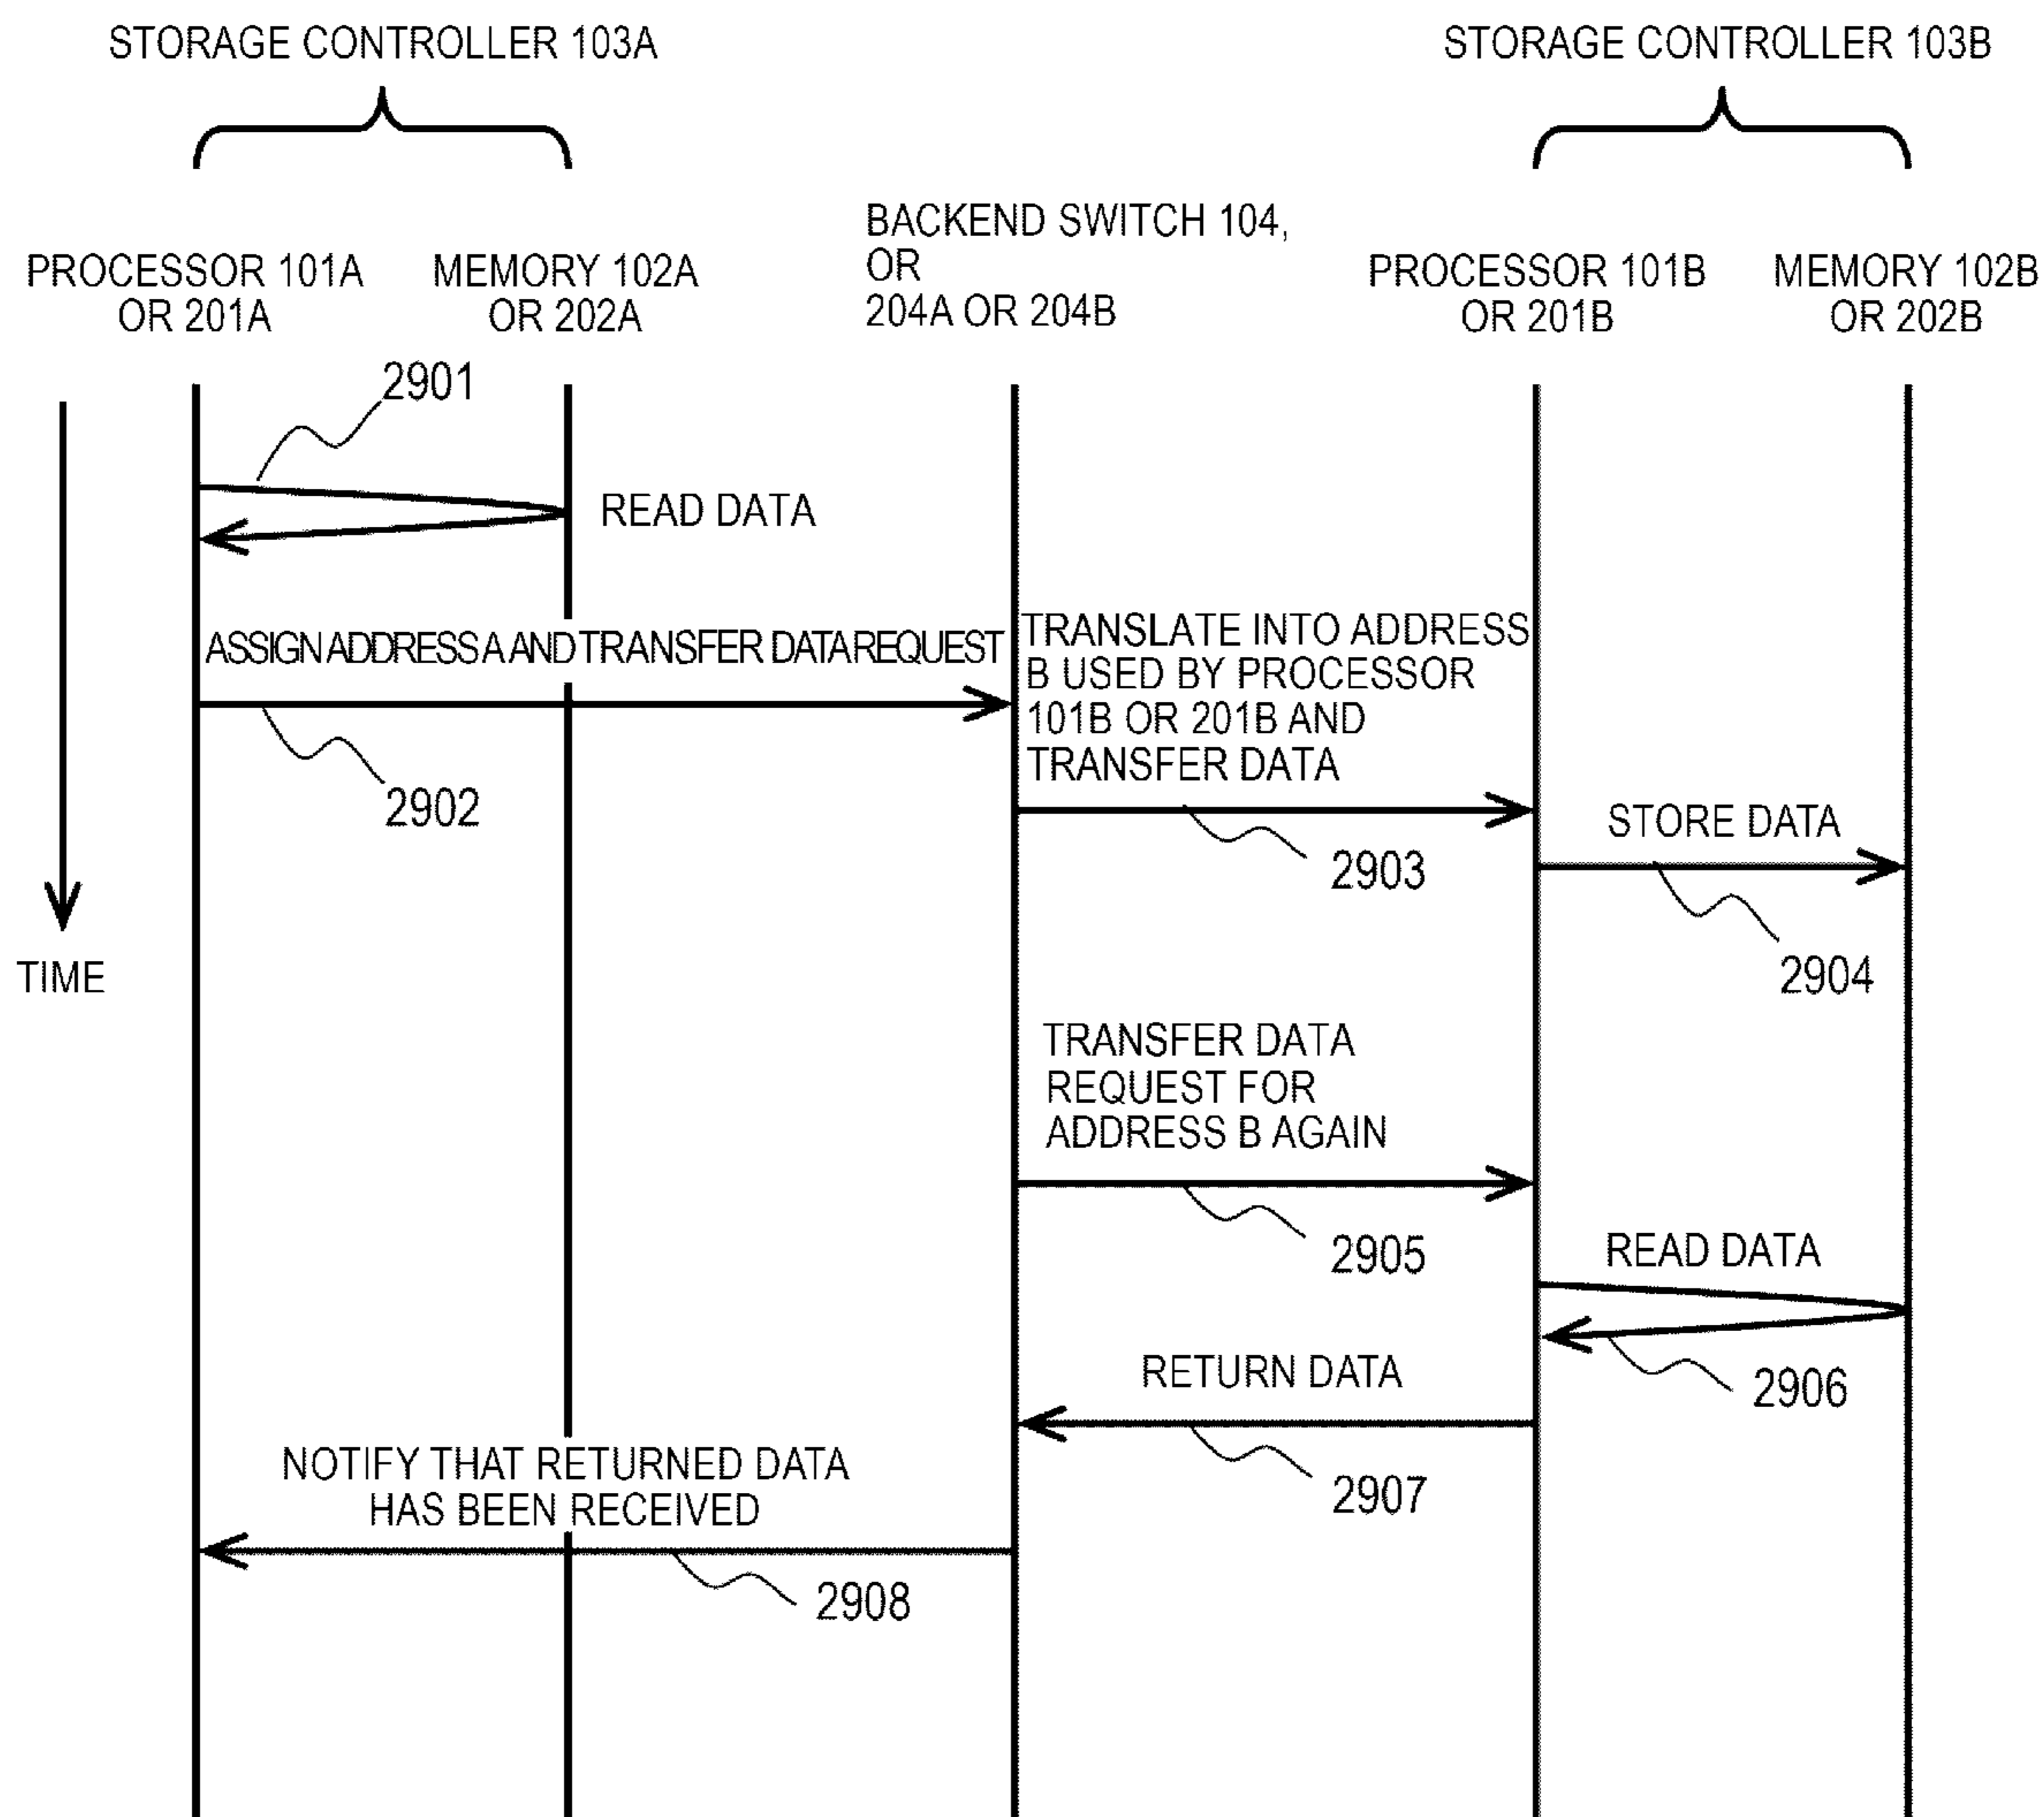 STORAGE CONTROLLER 103A
STORAGE CONTROLLER 103B
PROCESSOR 101A
OR 201A
MEMORY 102A
OR 202A
BACKEND SWITCH 104,
OR
204A OR 204B
PROCESSOR 101B
OR 201B
MEMORY 102B
OR 202B
2901
READ DATA
ASSIGN ADDRESS A AND TRANSFER DATA REQUEST
2902
TRANSLATE INTO ADDRESS
B USED BY PROCESSOR
101B OR 201B AND
TRANSFER DATA
2903
STORE DATA
2904
TIME
TRANSFER DATA
REQUEST FOR
ADDRESS B AGAIN
2905
READ DATA
2906
RETURN DATA
2907
NOTIFY THAT RETURNED DATA
HAS BEEN RECEIVED
2908